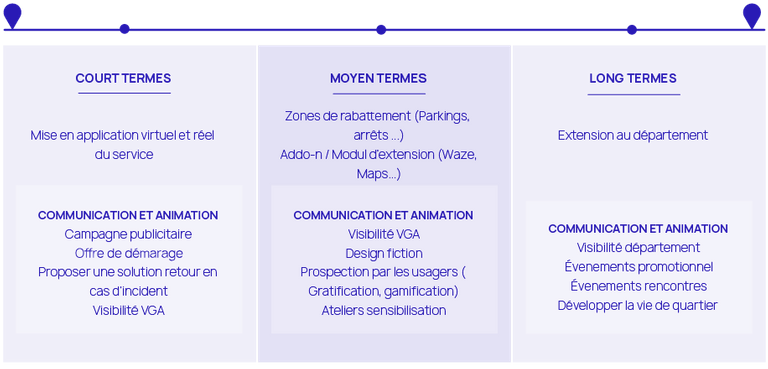 COURT TERMES
Mise en application virtuel et réel
du service
COMMUNICATION ET ANIMATION
Campagne publicitaire
Offre de démarage
Proposer une solution retour en
cas d'incident
Visibilité VGA
MOYEN TERMES
Zones de rabattement (Parkings,
arrêts ...)
Addo-n / Modul d'extension (Waze,
Maps...)
COMMUNICATION ET ANIMATION
Visibilité VGA
Design fiction
Prospection par les usagers (
Gratification, gamification)
Ateliers sensibilisation
LONG TERMES
Extension au département
COMMUNICATION ET ANIMATION
Visibilité département
Évenements promotionnel
Évenements rencontres
Développer la vie de quartier